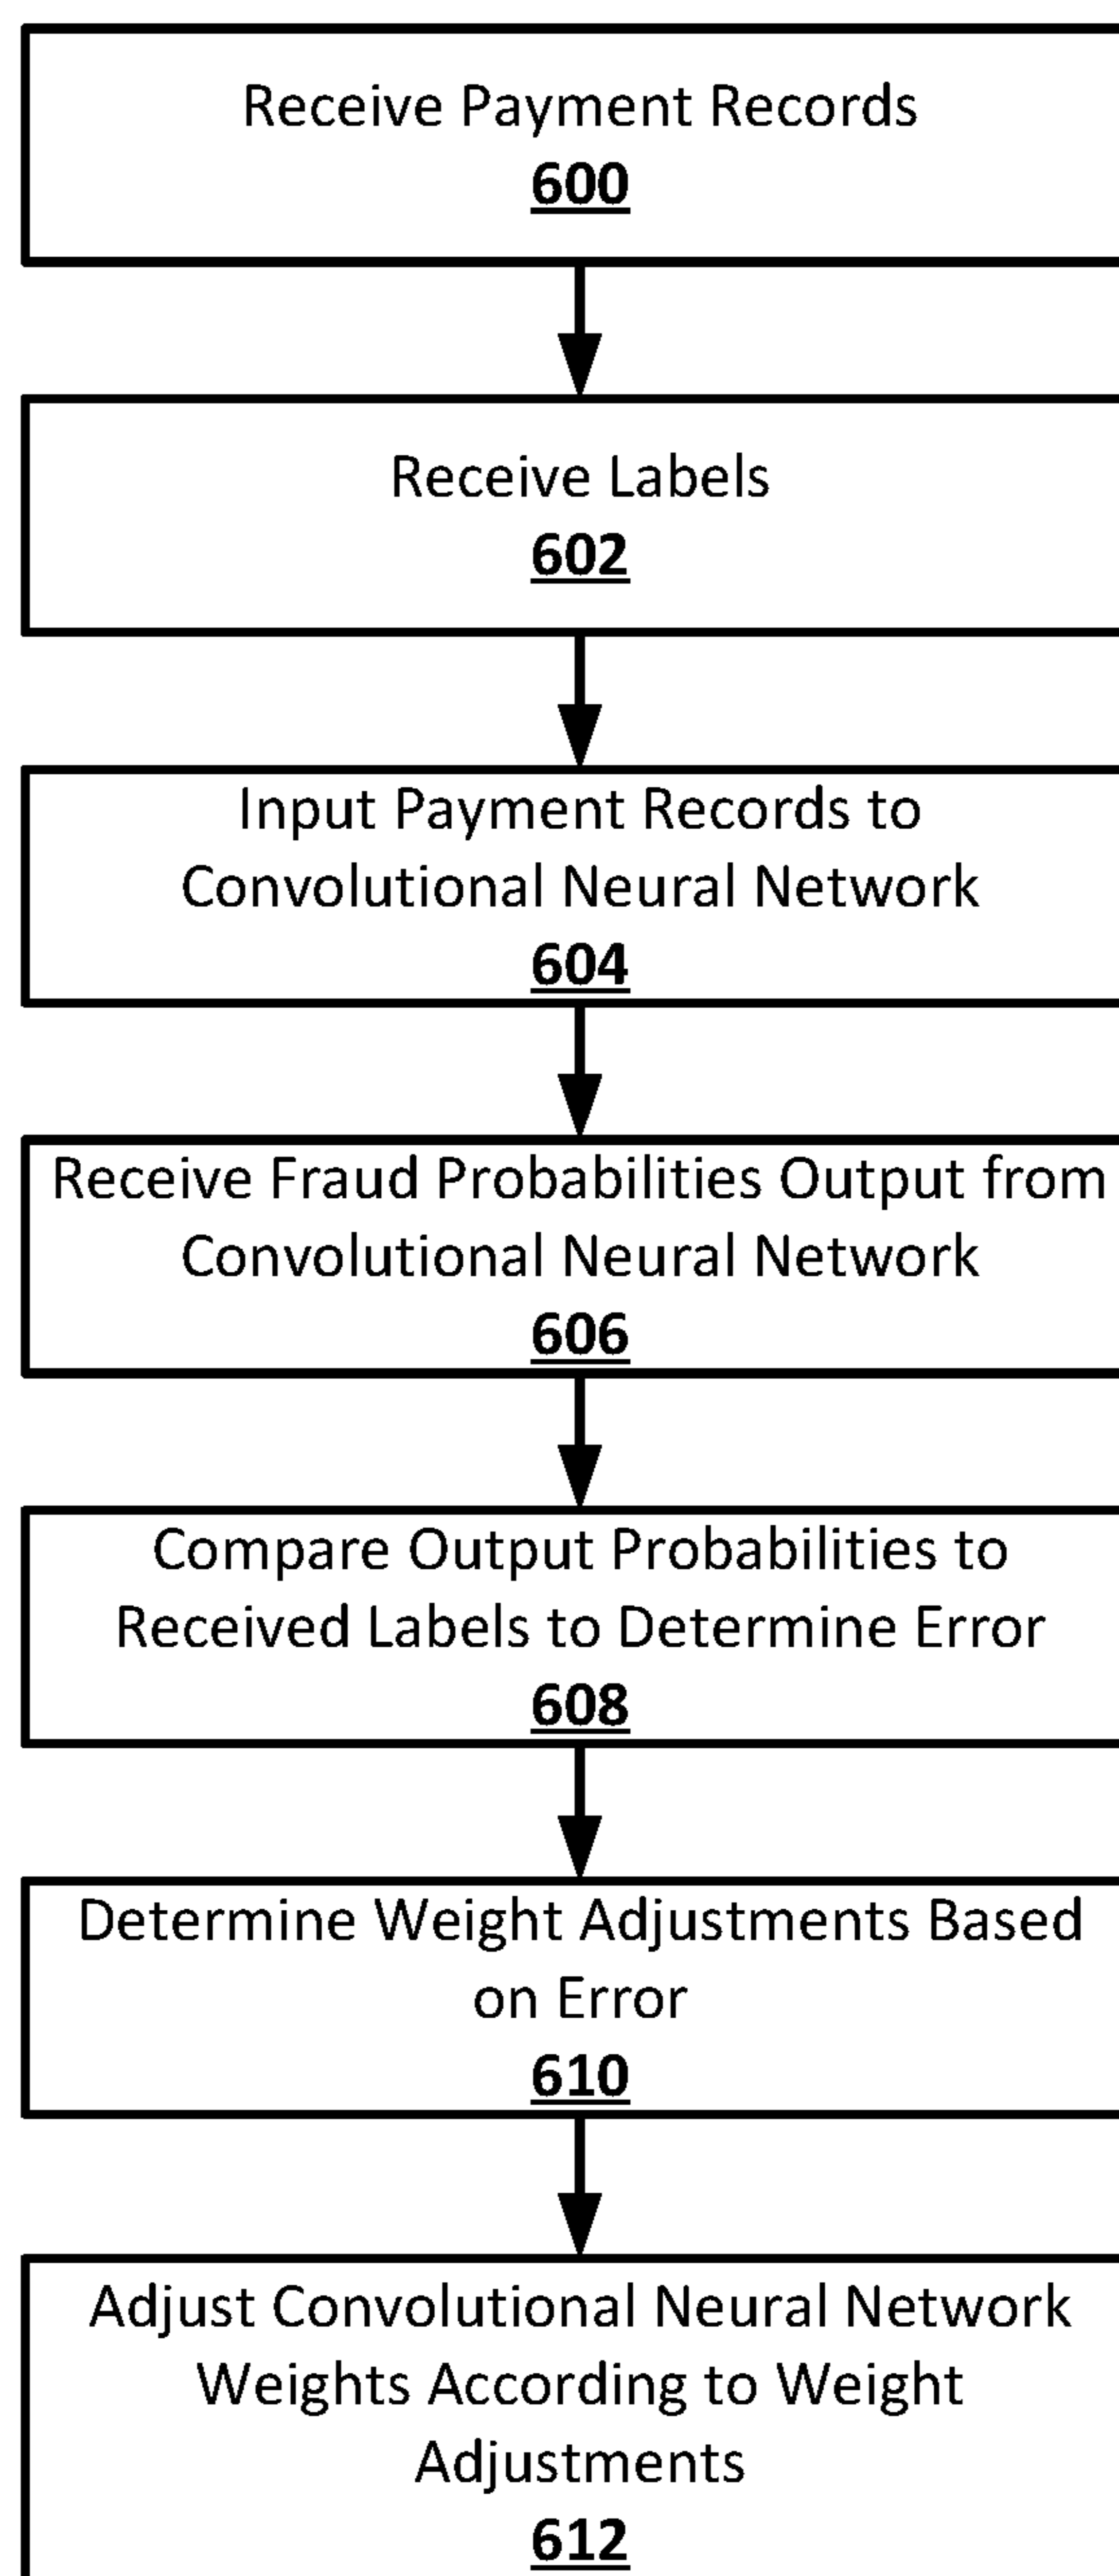 Receive Payment Records
600
Receive Labels
602
Input Payment Records to
Convolutional Neural Network
604
Receive Fraud Probabilities Output from
Convolutional Neural Network
606
Compare Output Probabilities to
Received Labels to Determine Error
608
Determine Weight Adjustments Based
on Error
610
Adjust Convolutional Neural Network
Weights According to Weight
Adjustments
612